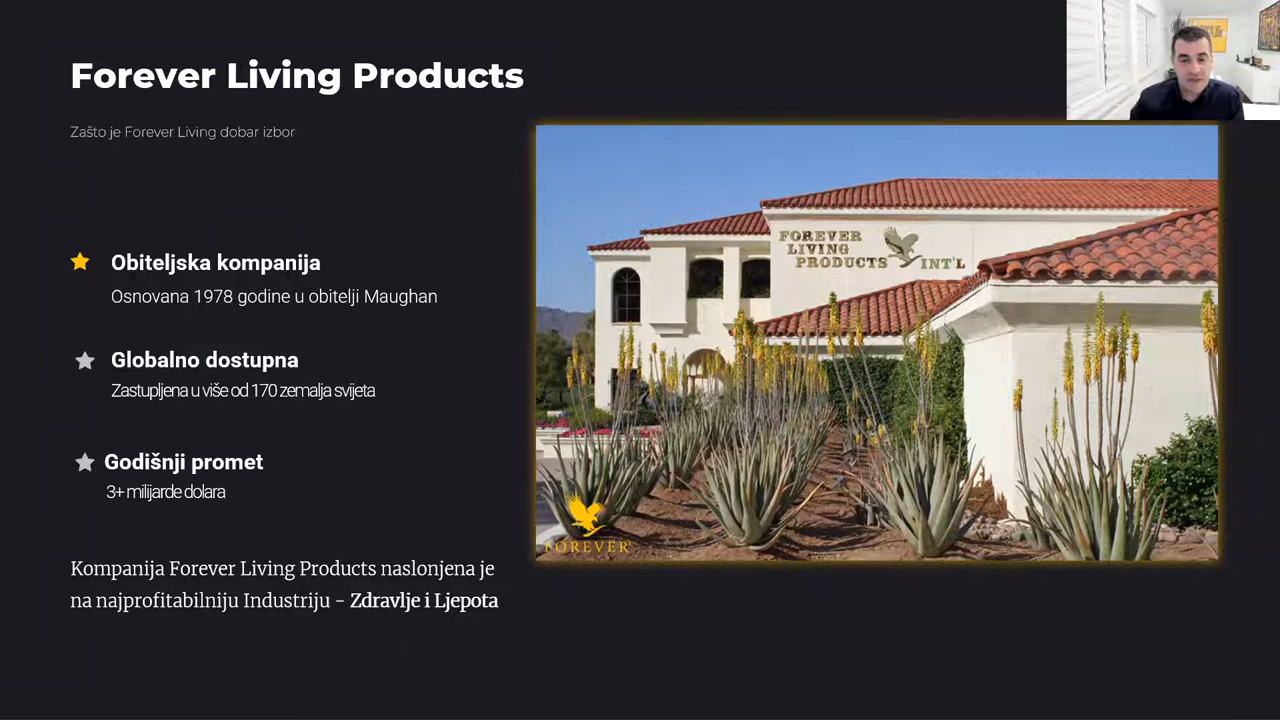 Forever Living Products
Zašto je Forever Living dobar izbor
Obiteljska kompanija
Osnovana 1978 godine u obitelji Maughan
Globalno dostupna
Zastupljena u više od 170 zemalja svijeta
Godišnji promet
3+ milijarde dolara
Kompanija Forever Living Products naslonjena je
na najprofitabilniju Industriju - Zdravlje i Ljepota
FOREVER
LIVING
PRODUCTS INT'L
FOREVER